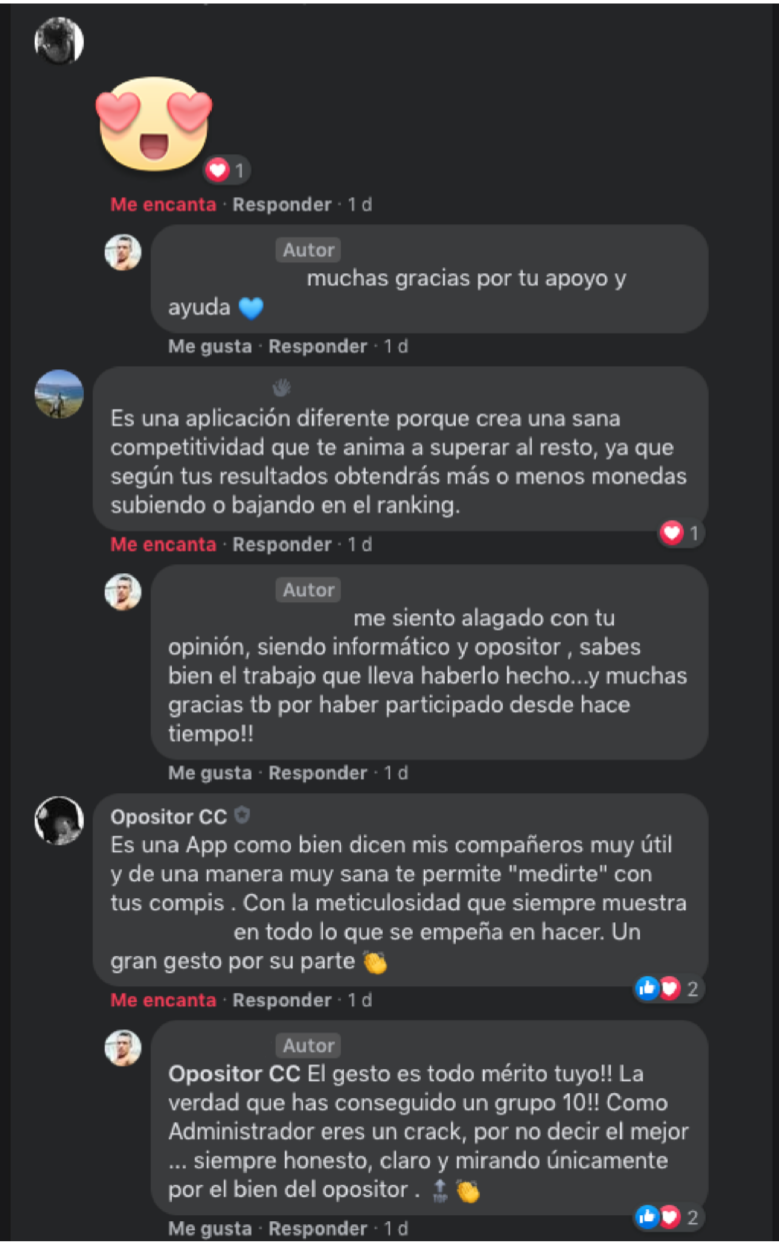 1
Me encanta · Responder · 1 d
Autor
muchas gracias por tu apoyo y
ayuda 💙
Me gusta · Responder · 1 d
Es una aplicación diferente porque crea una sana
competitividad que te anima a superar al resto, ya que
según tus resultados obtendrás más o menos monedas
subiendo o bajando en el ranking.
1
Me encanta · Responder · 1 d
Autor
me siento alagado con tu
opinión, siendo informático y opositor , sabes
bien el trabajo que lleva haberlo hecho...y muchas
gracias tb por haber participado desde hace
tiempo!!
Me gusta · Responder · 1 d
Opositor CC
Es una App como bien dicen mis compañeros muy útil
y de una manera muy sana te permite "medirte" con
tus compis . Con la meticulosidad que siempre muestra
en todo lo que se empeña en hacer. Un
gran gesto por su parte 👏
2
Me encanta · Responder · 1 d
Autor
Opositor CC El gesto es todo mérito tuyo!! La
verdad que has conseguido un grupo 10!! Como
Administrador eres un crack, por no decir el mejor
... siempre honesto, claro y mirando únicamente
por el bien del opositor . 🔝👏
2
Me gusta · Responder · 1 d